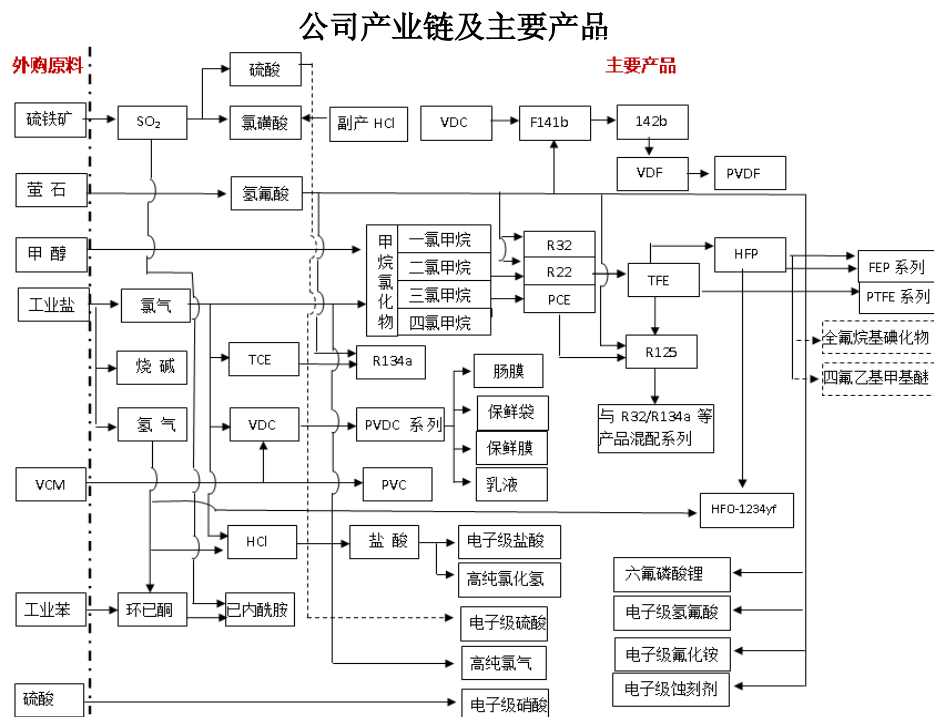 公司产业链及主要产品
外购原料
主要产品
硫酸
硫铁矿
SO₂
氯磺酸
副产 HCl
VDC
F141b
142b
VDF
PVDF
萤 石
氢氟酸
甲 醇
甲烷氯化物
一氯甲烷
二氯甲烷
三氯甲烷
四氯甲烷
R32
R22
PCE
TFE
HFP
FEP 系列
PTFE 系列
工业盐
氯气
全氟烷基碘化物
四氟乙基甲基醚
烧 碱
TCE
R134a
R125
肠膜
氢 气
VDC
PVDC 系列
保鲜袋
与 R32/R134a 等
产品混配系列
保鲜膜
VCM
PVC
乳液
HFO-1234yf
HCl
盐 酸
电子级盐酸
高纯氯化氢
六氟磷酸锂
工业苯
环已酮
已内酰胺
电子级硫酸
电子级氢氟酸
高纯氯气
电子级氟化铵
硫酸
电子级硝酸
电子级蚀刻剂